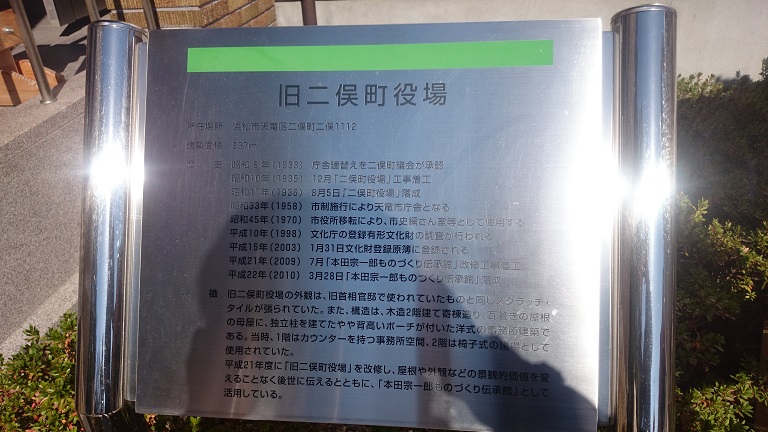 旧二俣町役場
所在場所 浜松市天竜区二俣町二俣1112
建築面積 237㎡
昭和8年(1933) 庁舎建替えを二俣町議会が承認
昭和10年(1935) 12月「二俣町役場」工事着工
昭和11年(1936) 8月5日「二俣町役場」落成
昭和33年(1958) 市制施行により天竜市庁舎となる
昭和45年(1970) 市役所移転により、市史編さん室等として使用する
平成10年(1998) 文化庁の登録有形文化財の調査が行われる
平成15年(2003) 1月31日文化財登録原簿に登録される
平成21年(2009) 7月「本田宗一郎ものづくり伝承館」改修工事着工
平成22年(2010) 3月28日「本田宗一郎ものづくり伝承館」落成
徴 旧二俣町役場の外観は、旧首相官邸で使われていたものと同じスクラッチ・
タイルが張られていた。また、構造は、木造2階建て寄棟造り、瓦葺きの屋根
の母屋に、独立柱を建てたやや背高いポーチが付いた洋式の事務所建築で
ある。当時、1階はカウンターを持つ事務所空間、2階は椅子式の議場として
使用されていた。
平成21年度に「旧二俣町役場」を改修し、屋根や外観などの景観的価値を変
えることなく後世に伝えるとともに、「本田宗一郎ものづくり伝承館」として
活用している。